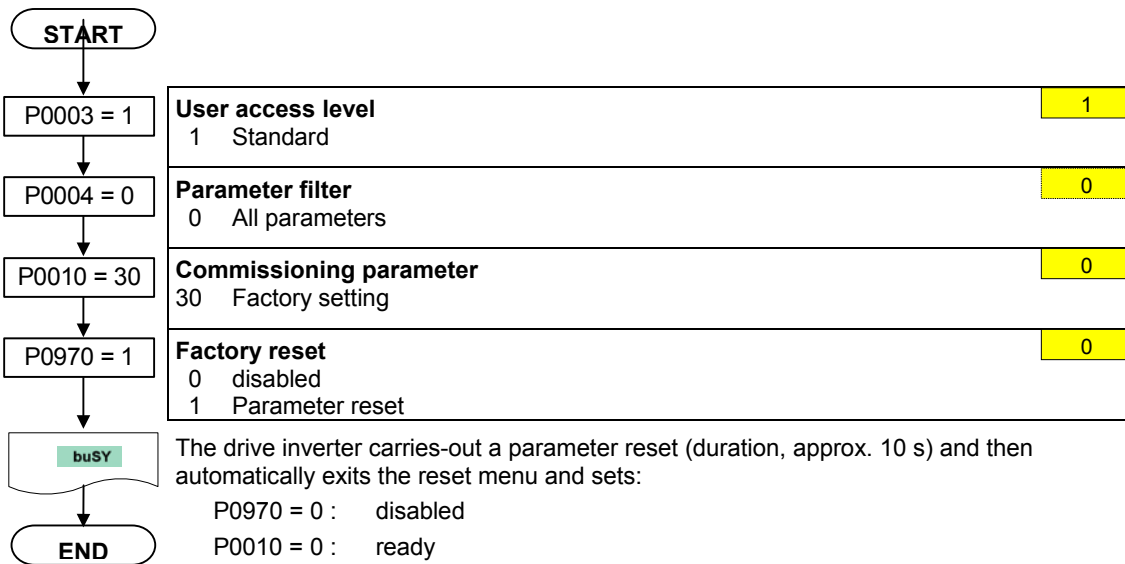 START
P0003 = 1
User access level 1
1 Standard
P0004 = 0
Parameter filter 0
0 All parameters
P0010 = 30
Commissioning parameter 0
30 Factory setting
P0970 = 1
Factory reset 0
0 disabled
1 Parameter reset
buSY
The drive inverter carries-out a parameter reset (duration, approx. 10 s) and then
automatically exits the reset menu and sets:
P0970 = 0 : disabled
P0010 = 0 : ready
END